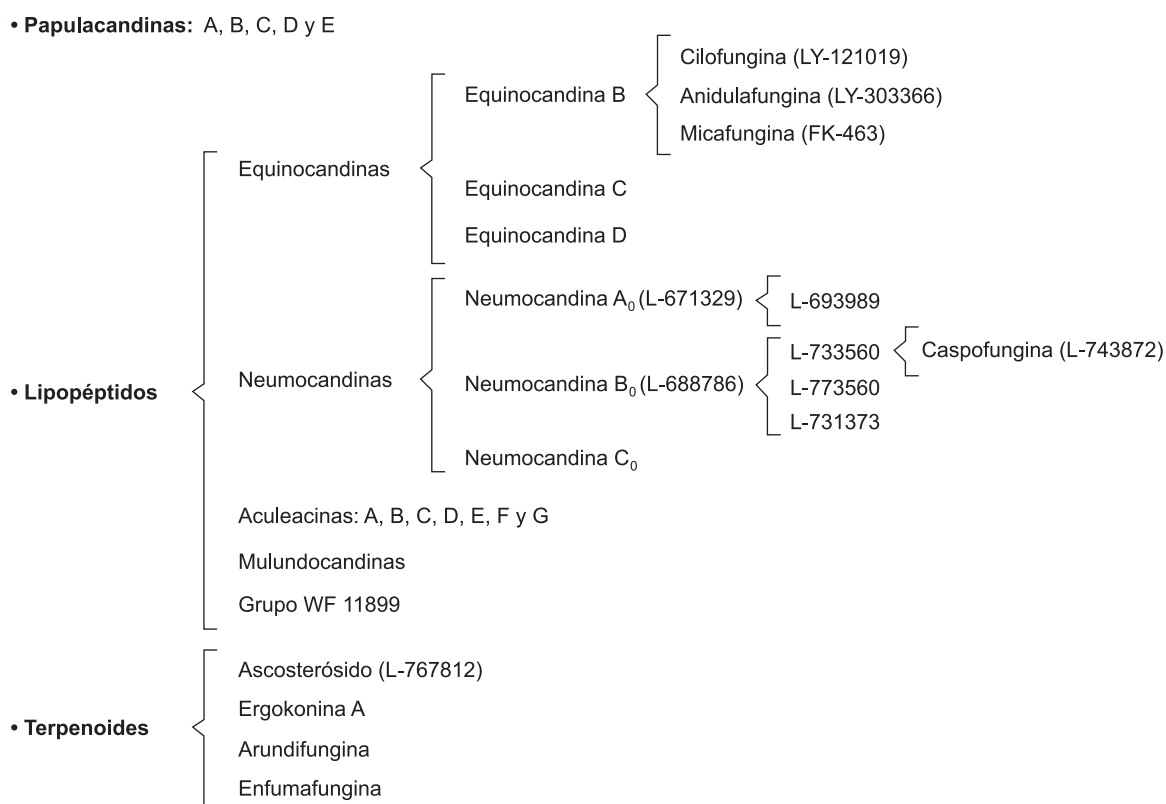 • Papulacandinas: A, B, C, D y E
Cilofungina (LY-121019)
Equinocandina B
Anidulafungina (LY-303366)
Micafungina (FK-463)
Equinocandinas
Equinocandina C
Equinocandina D
Neumocandina A₀ (L-671329)
L-693989
L-733560
Caspofungina (L-743872)
• Lipopéptidos
Neumocandinas
Neumocandina B₀ (L-688786)
L-773560
L-731373
Neumocandina C₀
Aculeacinas: A, B, C, D, E, F y G
Mulundocandinas
Grupo WF 11899
Ascosterósido (L-767812)
Ergokonina A
• Terpenoides
Arundifungina
Enfumafungina